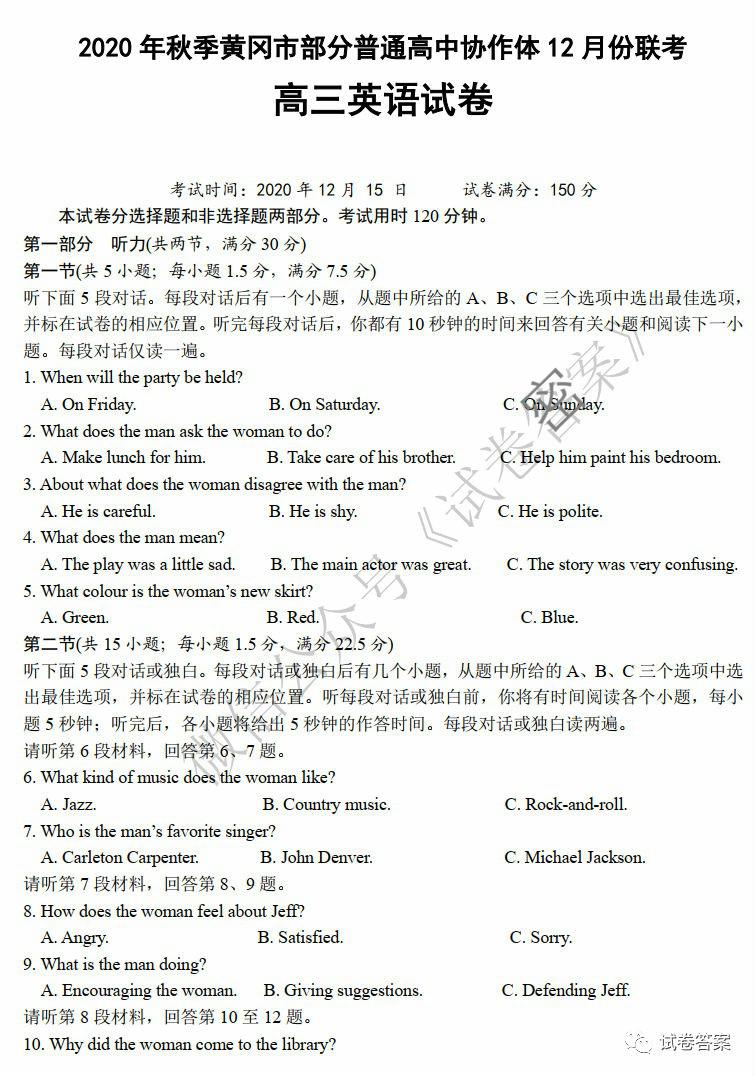 2020 年秋季黄冈市部分普通高中协作体 12 月份联考
高三英语试卷
考试时间：2020 年 12 月 15 日 试卷满分：150 分
本试卷分选择题和非选择题两部分。考试用时 120 分钟。
第一部分 听力(共两节，满分 30 分)
第一节(共 5 小题；每小题 1.5 分，满分 7.5 分)
听下面 5 段对话。每段对话后有一个小题，从题中所给的 A、B、C 三个选项中选出最佳选项，
并标在试卷的相应位置。听完每段对话后，你都有 10 秒钟的时间来回答有关小题和阅读下一小
题。每段对话仅读一遍。
1. When will the party be held?
A. On Friday. B. On Saturday. C. On Sunday.
2. What does the man ask the woman to do?
A. Make lunch for him. B. Take care of his brother. C. Help him paint his bedroom.
3. About what does the woman disagree with the man?
A. He is careful. B. He is shy. C. He is polite.
4. What does the man mean?
A. The play was a little sad. B. The main actor was great. C. The story was very confusing.
5. What colour is the woman's new skirt?
A. Green. B. Red. C. Blue.
第二节(共 15 小题；每小题 1.5 分，满分 22.5 分)
听下面 5 段对话或独白。每段对话或独白后有几个小题，从题中所给的 A、B、C 三个选项中选
出最佳选项，并标在试卷的相应位置。听每段对话或独白前，你将有时间阅读各个小题，每小
题 5 秒钟；听完后，各小题将给出 5 秒钟的作答时间。每段对话或独白读两遍。
请听第 6 段材料，回答第 6、7 题。
6. What kind of music does the woman like?
A. Jazz. B. Country music. C. Rock-and-roll.
7. Who is the man's favorite singer?
A. Carleton Carpenter. B. John Denver. C. Michael Jackson.
请听第 7 段材料，回答第 8、9 题。
8. How does the woman feel about Jeff?
A. Angry. B. Satisfied. C. Sorry.
9. What is the man doing?
A. Encouraging the woman. B. Giving suggestions. C. Defending Jeff.
请听第 8 段材料，回答第 10 至 12 题。
10. Why did the woman come to the library?
微信公众号《试卷答案》
密
试卷答案